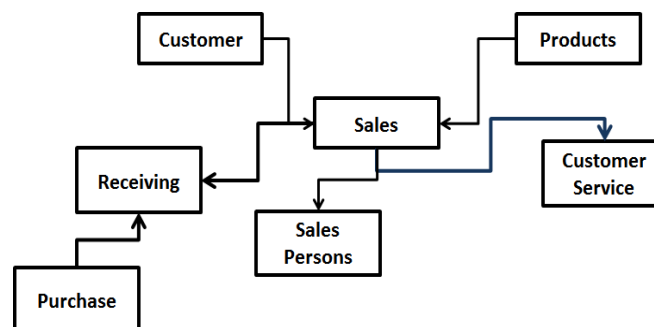 Customer
Products
Sales
Customer
Service
Receiving
Sales
Persons
Purchase